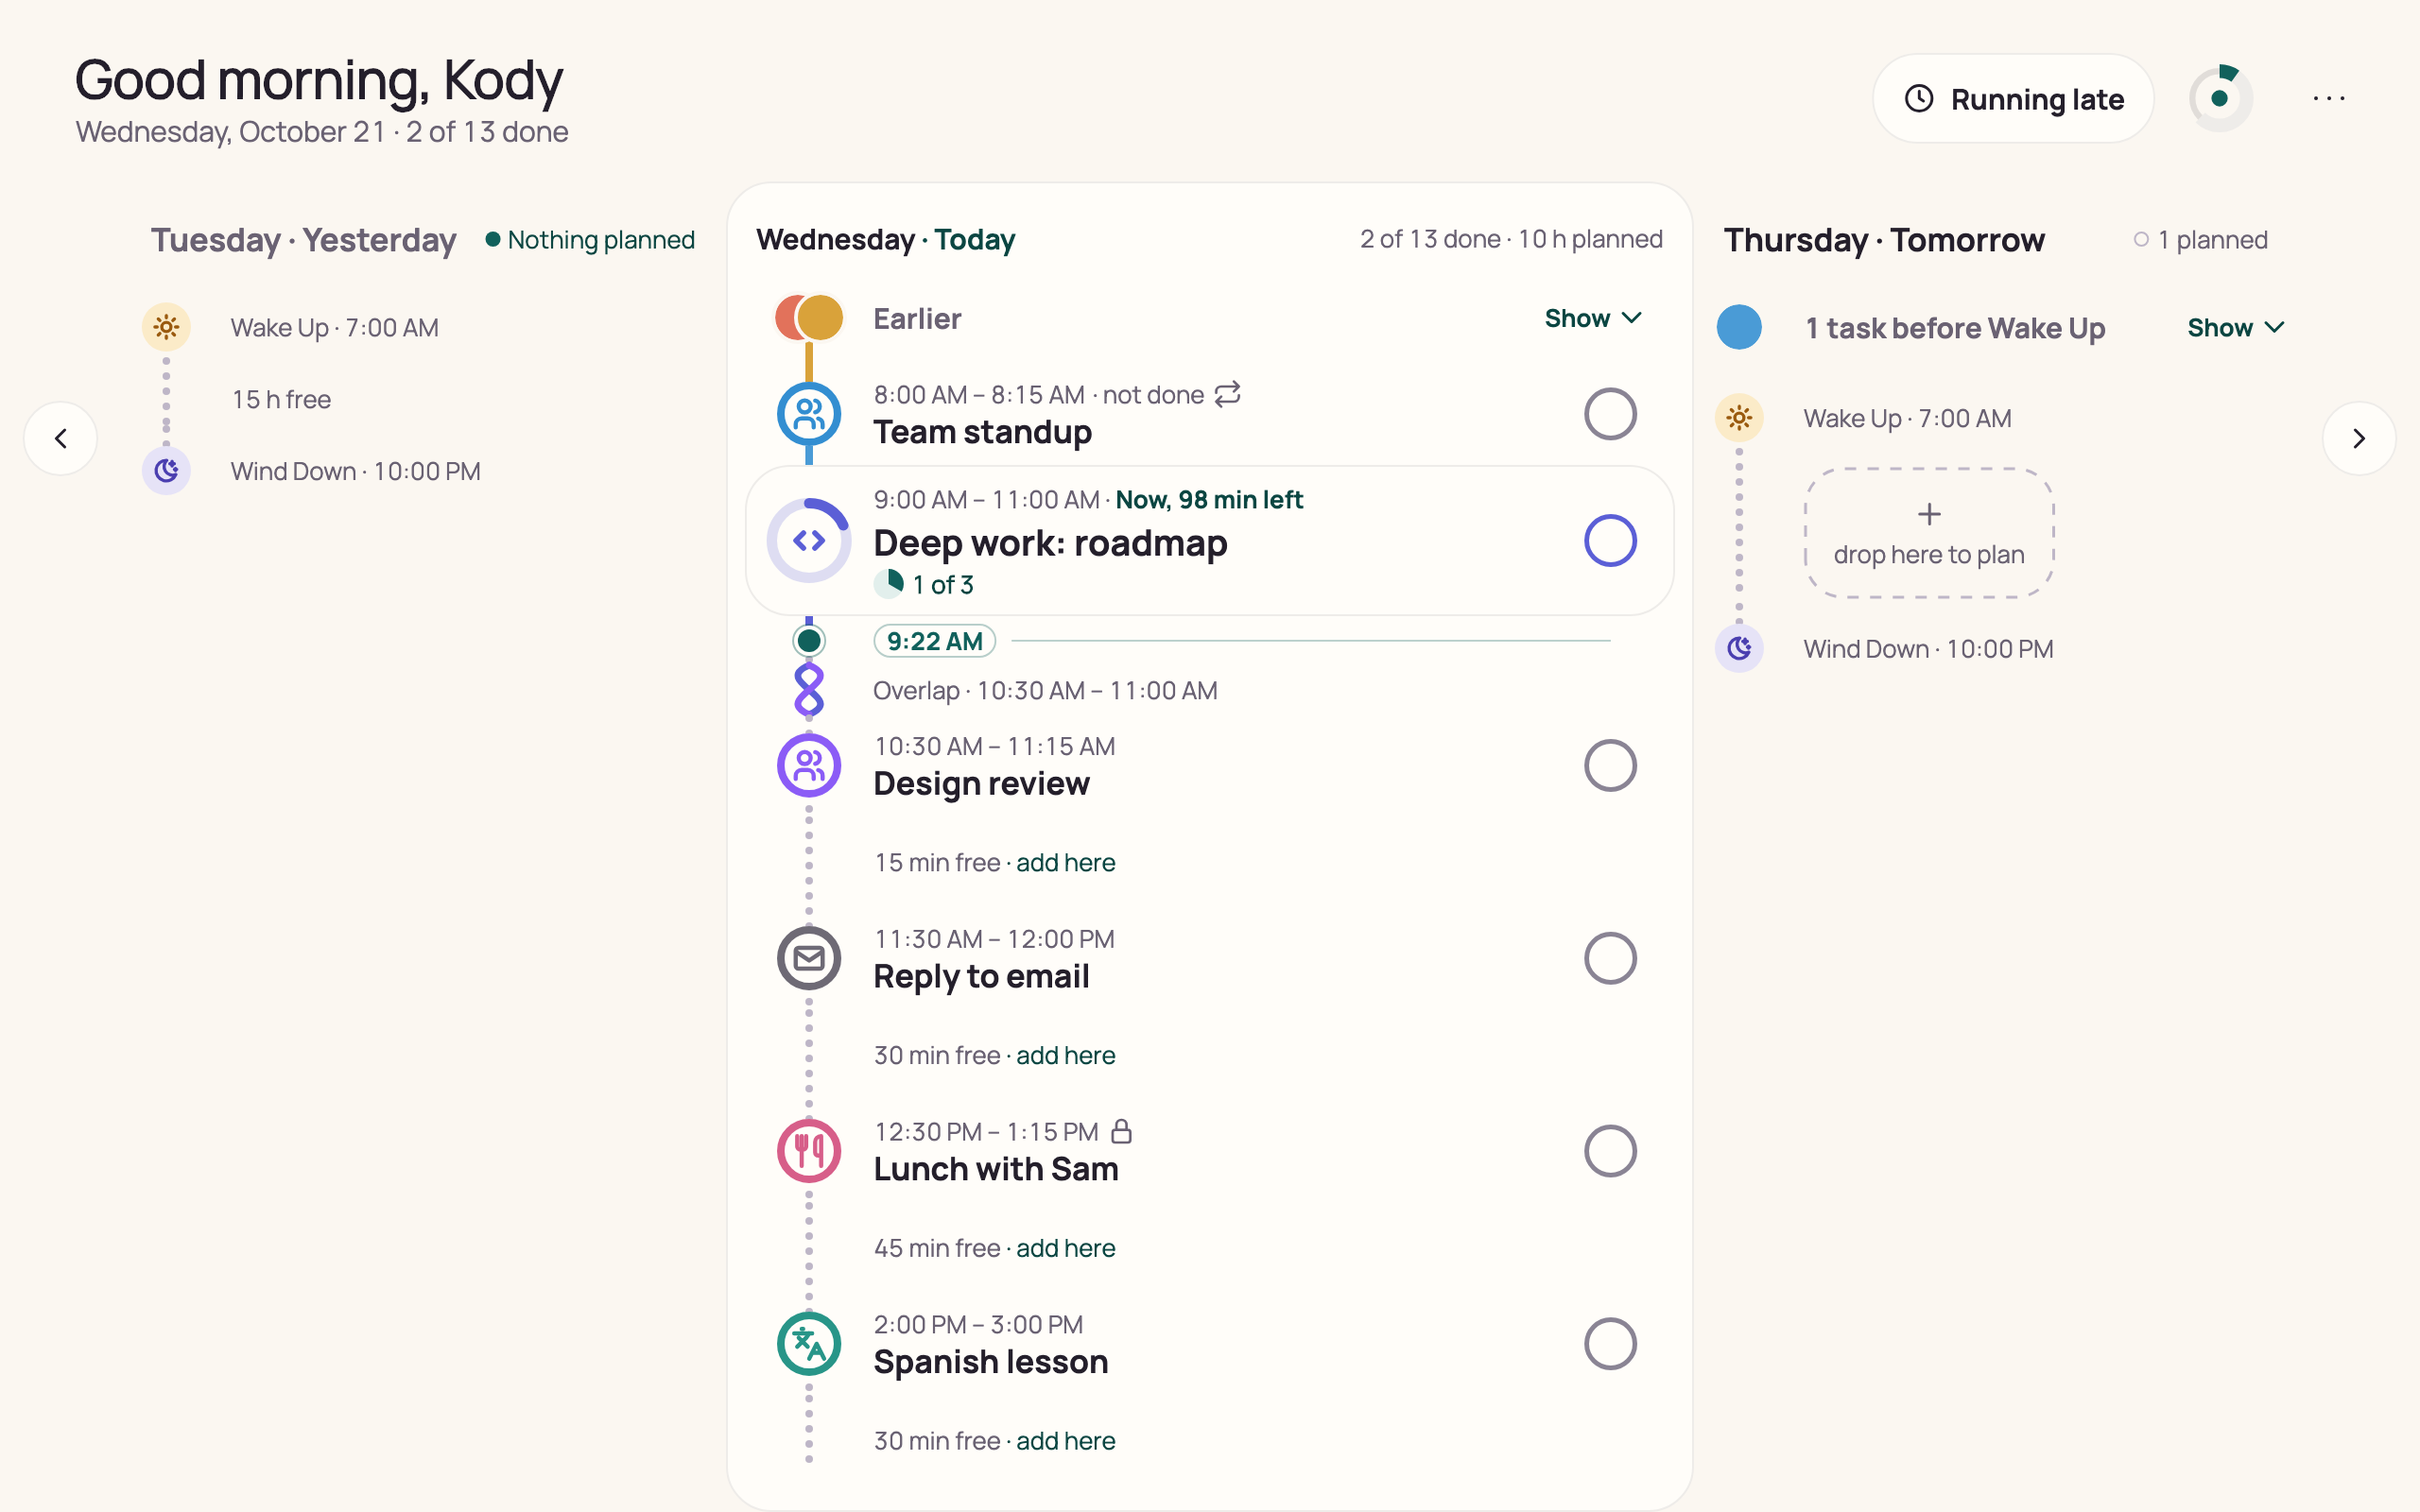 Good morning, Kody
Wednesday, October 21 · 2 of 13 done
Running late
Tuesday · Yesterday
Nothing planned
Wake Up · 7:00 AM
15 h free
Wind Down · 10:00 PM
Wednesday · Today
2 of 13 done · 10 h planned
Earlier
Show
8:00 AM – 8:15 AM · not done
Team standup
9:00 AM – 11:00 AM · Now, 98 min left
Deep work: roadmap
1 of 3
9:22 AM
Overlap · 10:30 AM – 11:00 AM
10:30 AM – 11:15 AM
Design review
15 min free · add here
11:30 AM – 12:00 PM
Reply to email
30 min free · add here
12:30 PM – 1:15 PM
Lunch with Sam
45 min free · add here
2:00 PM – 3:00 PM
Spanish lesson
30 min free · add here
Thursday · Tomorrow
1 planned
1 task before Wake Up
Show
Wake Up · 7:00 AM
drop here to plan
Wind Down · 10:00 PM